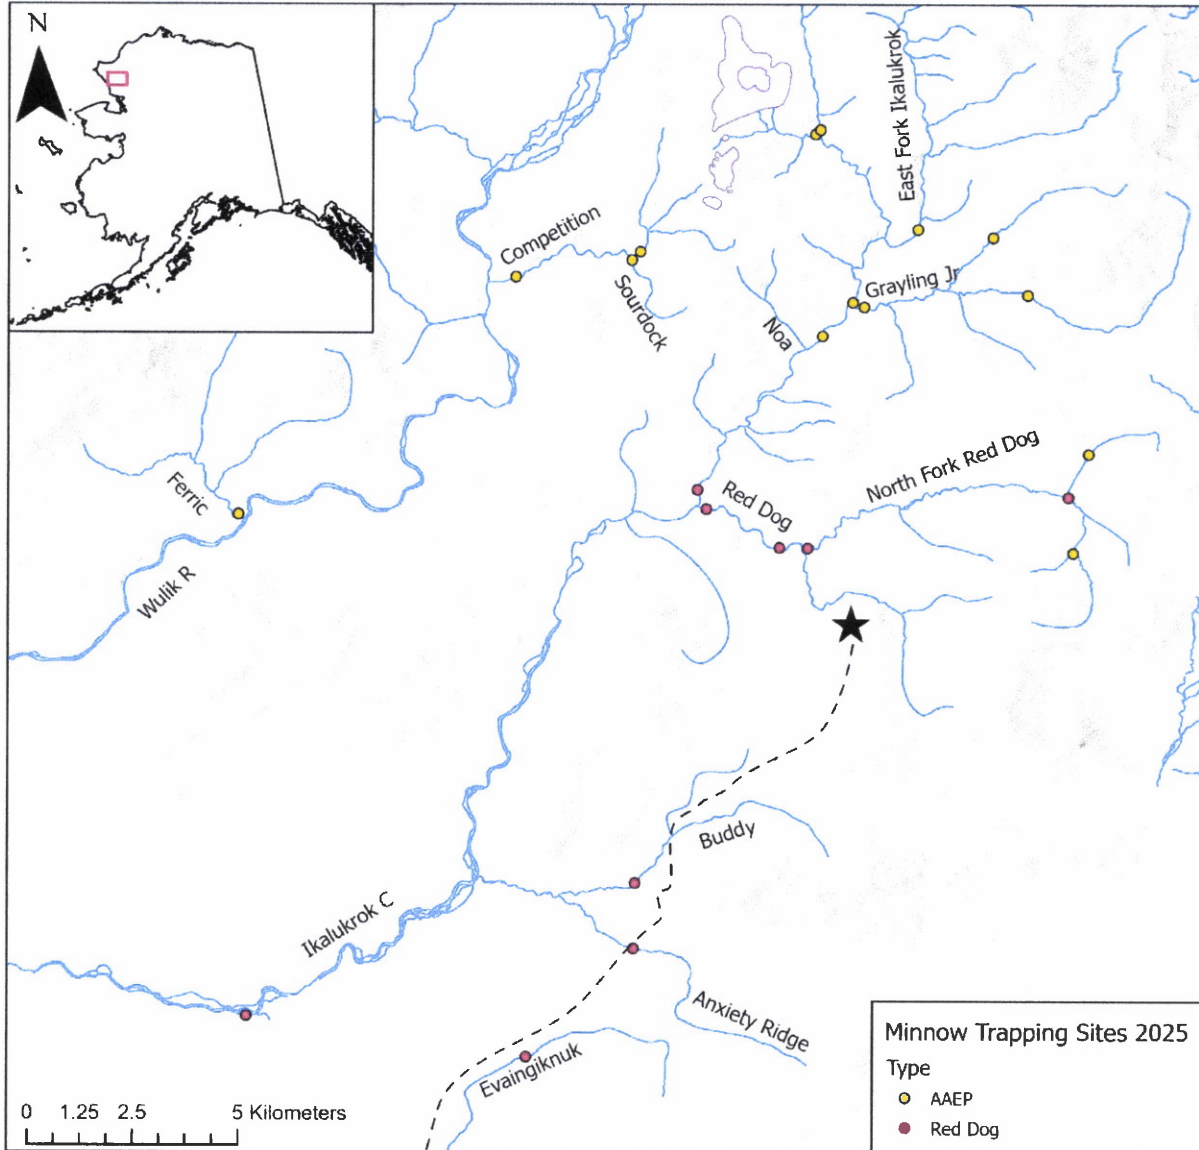 N
East Fork Ikalukrok
Competition
Sourdock
Grayling Jr
Noa
Ferric
Wulik R
Red Dog
North Fork Red Dog
Buddy
Ikalukrok C
Anxiety Ridge
Evaingiknuk
0 1.25 2.5 5 Kilometers
Minnow Trapping Sites 2025
Type
AAEP
Red Dog